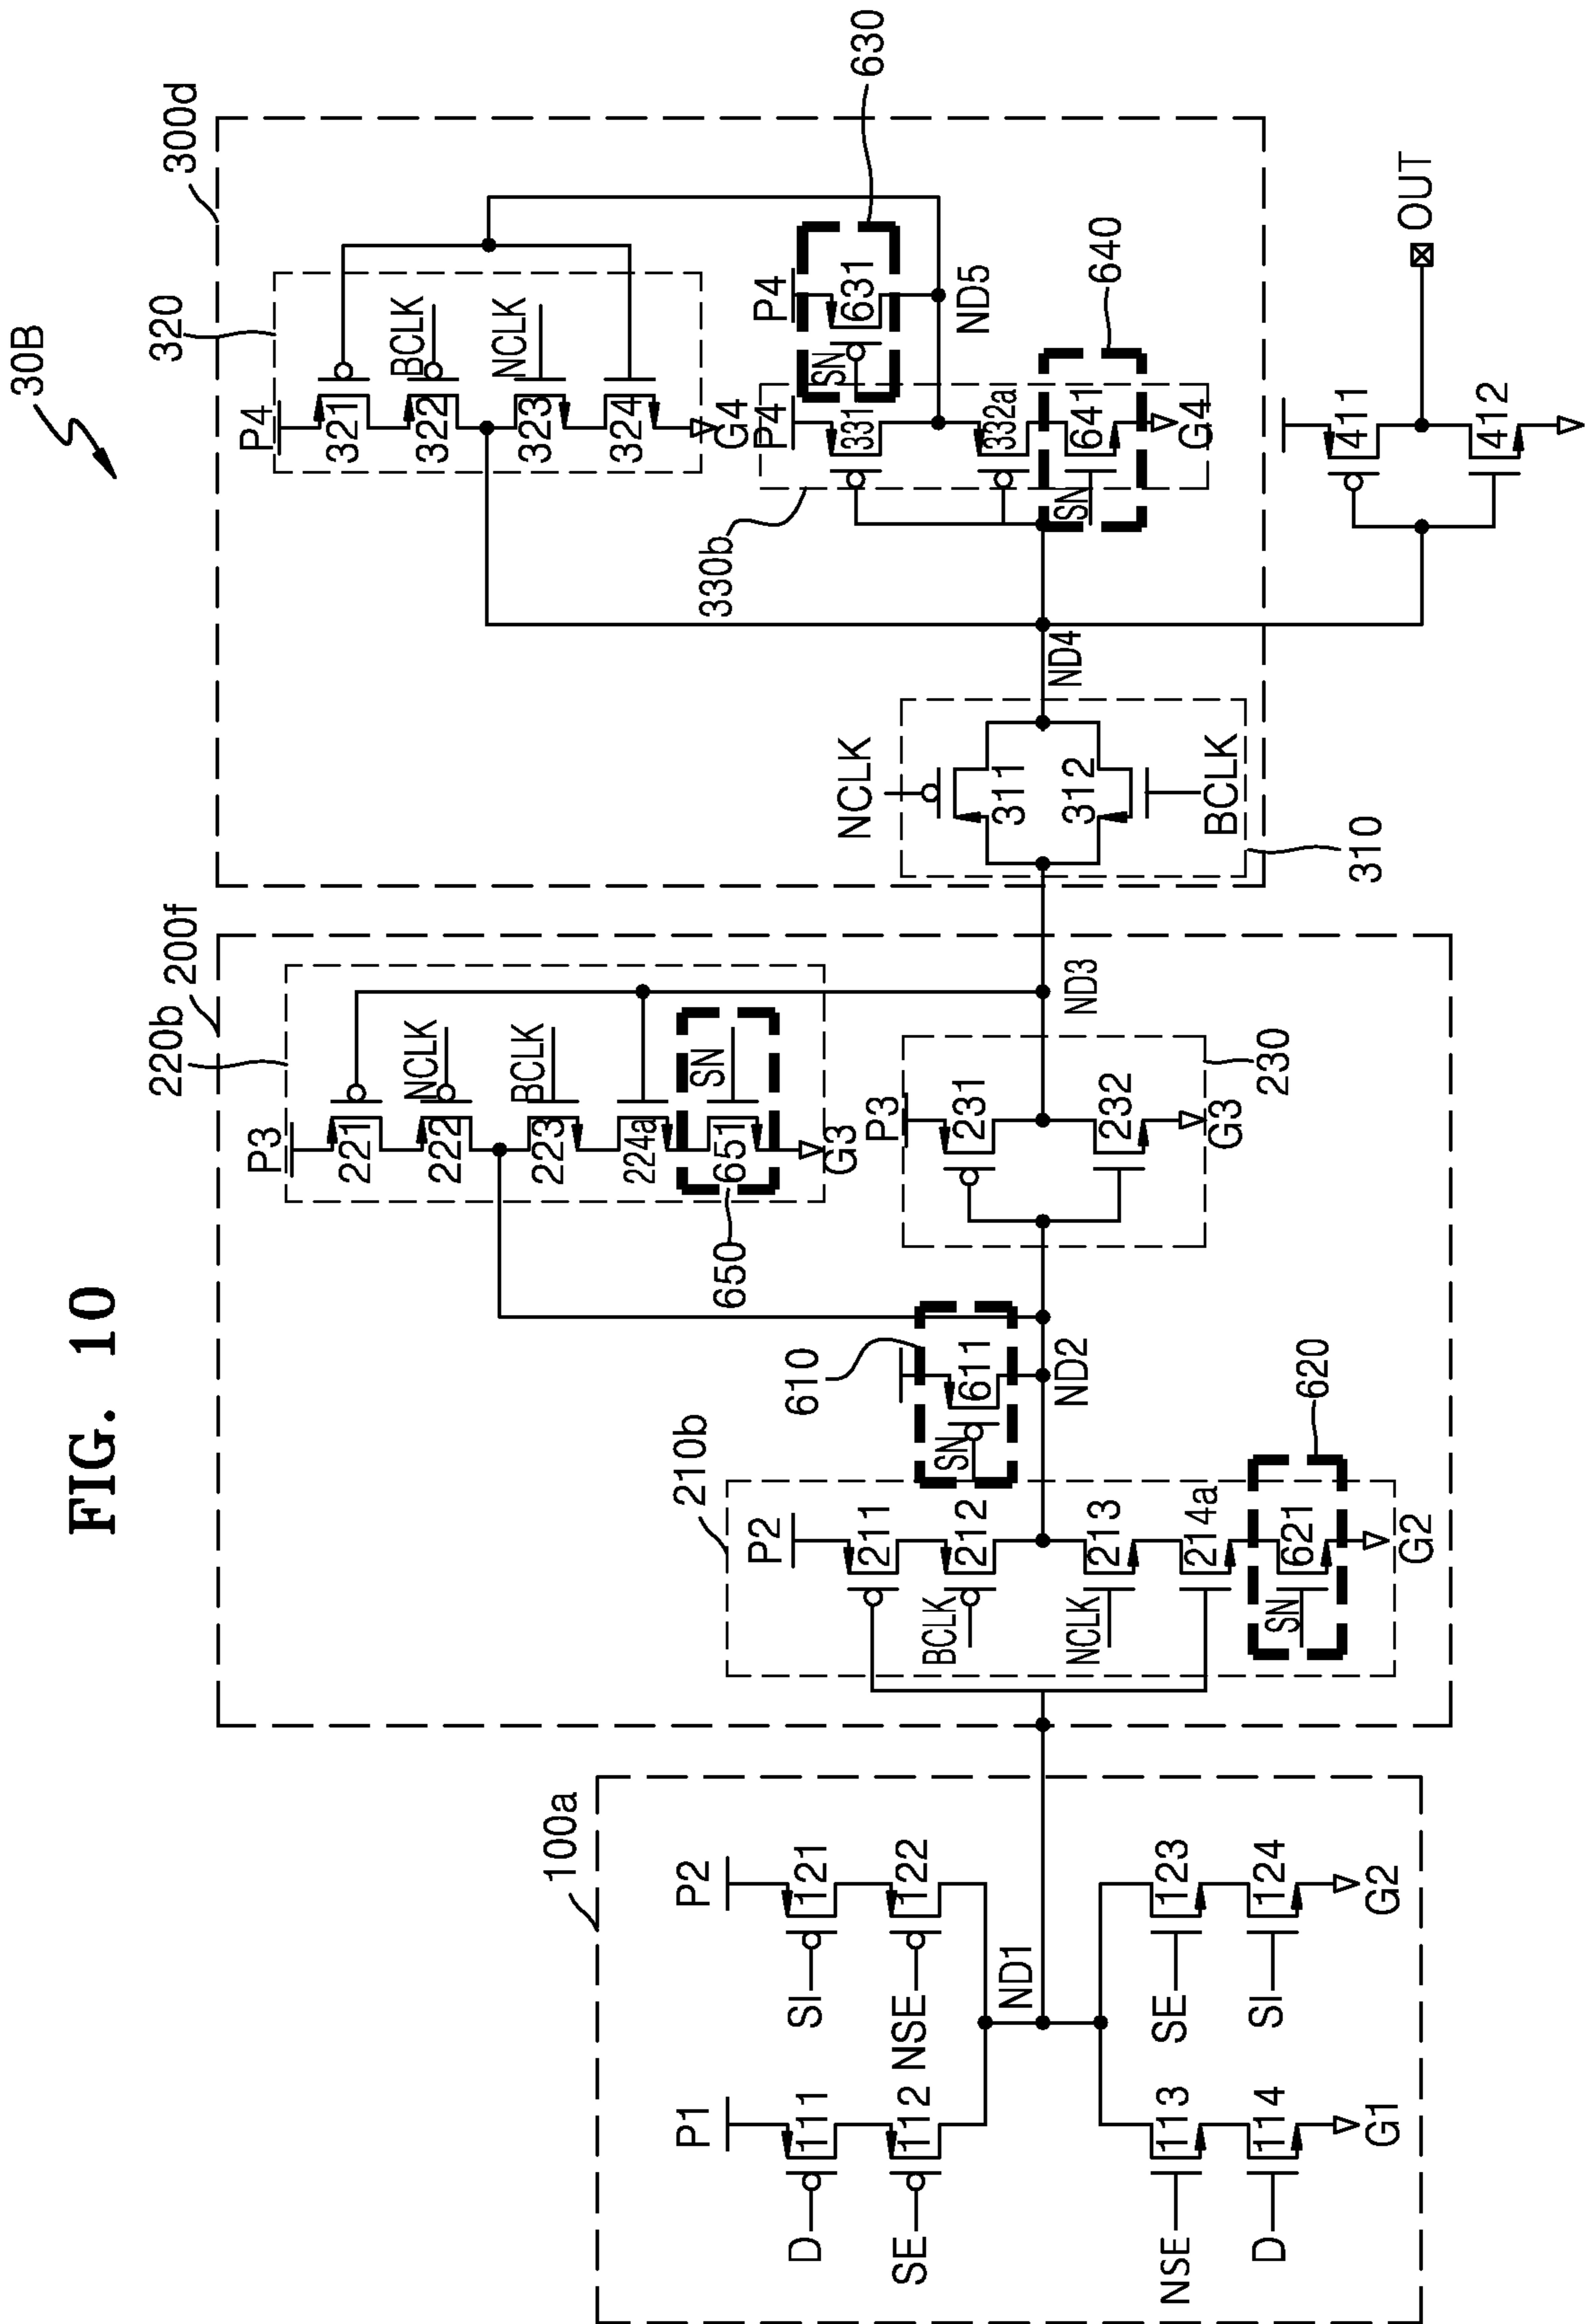 FIG. 10
30B
100a
P1
D
111
SE
112
NSE
113
D
114
G1
P2
SI
121
NSE
122
ND1
SE
123
SI
124
G2
200f
210b
P2
211
BCLK
212
NCLK
213
214a
SN
621
G2
620
610
SN
611
ND2
220b
P3
221
NCLK
222
BCLK
223
224a
SN
651
G3
650
P3
231
232
G3
230
ND3
300d
NCLK
311
312
BCLK
310
ND4
320
P4
321
BCLK
322
NCLK
323
324
G4
330b
P4
331
332a
SN
641
G4
640
P4
SN
631
630
ND5
411
412
OUT